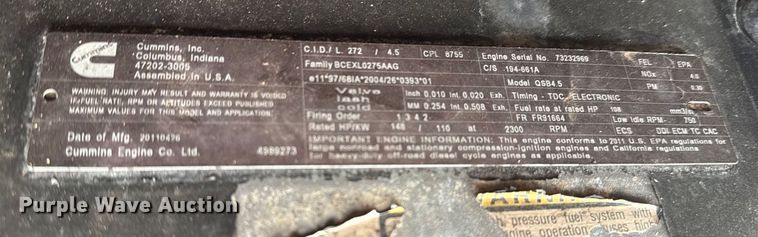 Cummins
Cummins, Inc.
Columbus, Indiana
47202-3005
Assembled in U.S.A.
WARNING: INJURY MAY RESULT AND WARRANTY IS VOIDED
IF FUEL RATE, RPM OR ALTITUDES EXCEED PUBLISHED
MAXIMUM VALUES FOR THIS MODEL AND APPLICATION.
Date of Mfg. 20110426
Cummins Engine Co. Ltd. 4989273
C.I.D./ L. 272 / 4.5 CPL 8755 Engine Serial No. 73232969 FEL EPA
Family BCEXL0275AAG C/S 194-661A NOx 4.0
e11*97/68IA*2004/26*0393*01 Model QSB4.5 PM 0.30
Valve lash cold Inch 0.010 Int. 0.020 Exh. Timing - TDC ELECTRONIC
MM 0.254 Int 0.508 Exh. Fuel rate at rated HP 108 mm3/st
Firing Order 1 3 4 2 FR FR91664 Low Idle RPM- 750
Rated HP/KW 148 / 110 at 2300 RPM ECS DDI ECM TC CAC
IMPORTANT ENGINE INFORMATION: This engine conforms to 2011 U.S. EPA regulations for
large nonroad stationary compression-ignition engines and California regulations
for heavy-duty off-road diesel cycle engines as applicable.
pressure fuel system with
engine operation
Purple Wave Auction